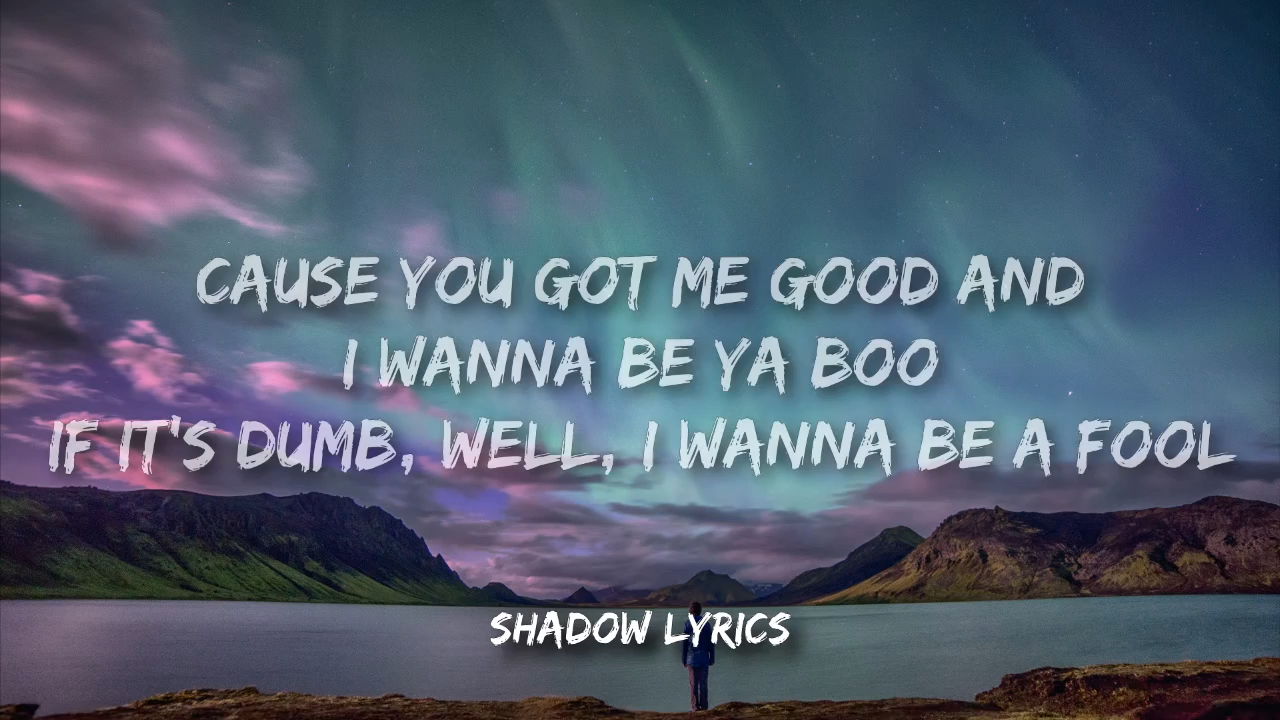 CAUSE YOU GOT ME GOOD AND
I WANNA BE YA BOO
IF IT'S DUMB, WELL, I WANNA BE A FOOL
SHADOW LYRICS